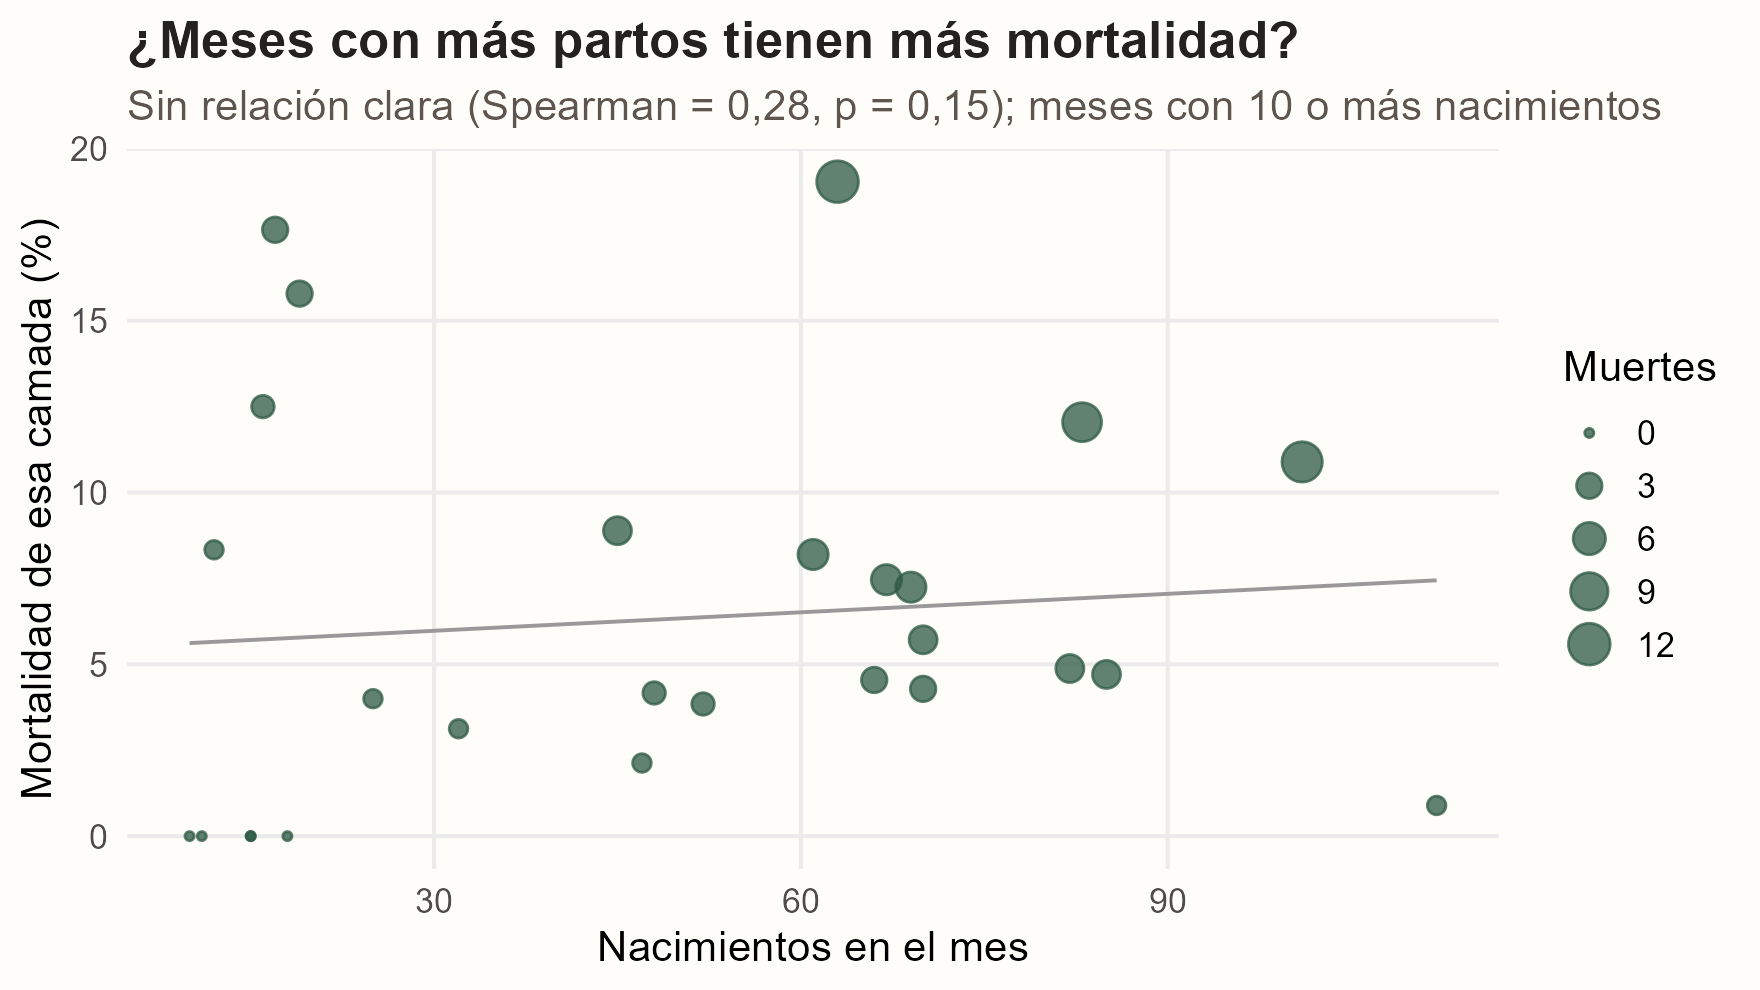 ¿Meses con más partos tienen más mortalidad?
Sin relación clara (Spearman = 0,28, p = 0,15); meses con 10 o más nacimientos
Mortalidad de esa camada (%)
20
15
10
5
0
30
60
90
Nacimientos en el mes
Muertes
0
3
6
9
12